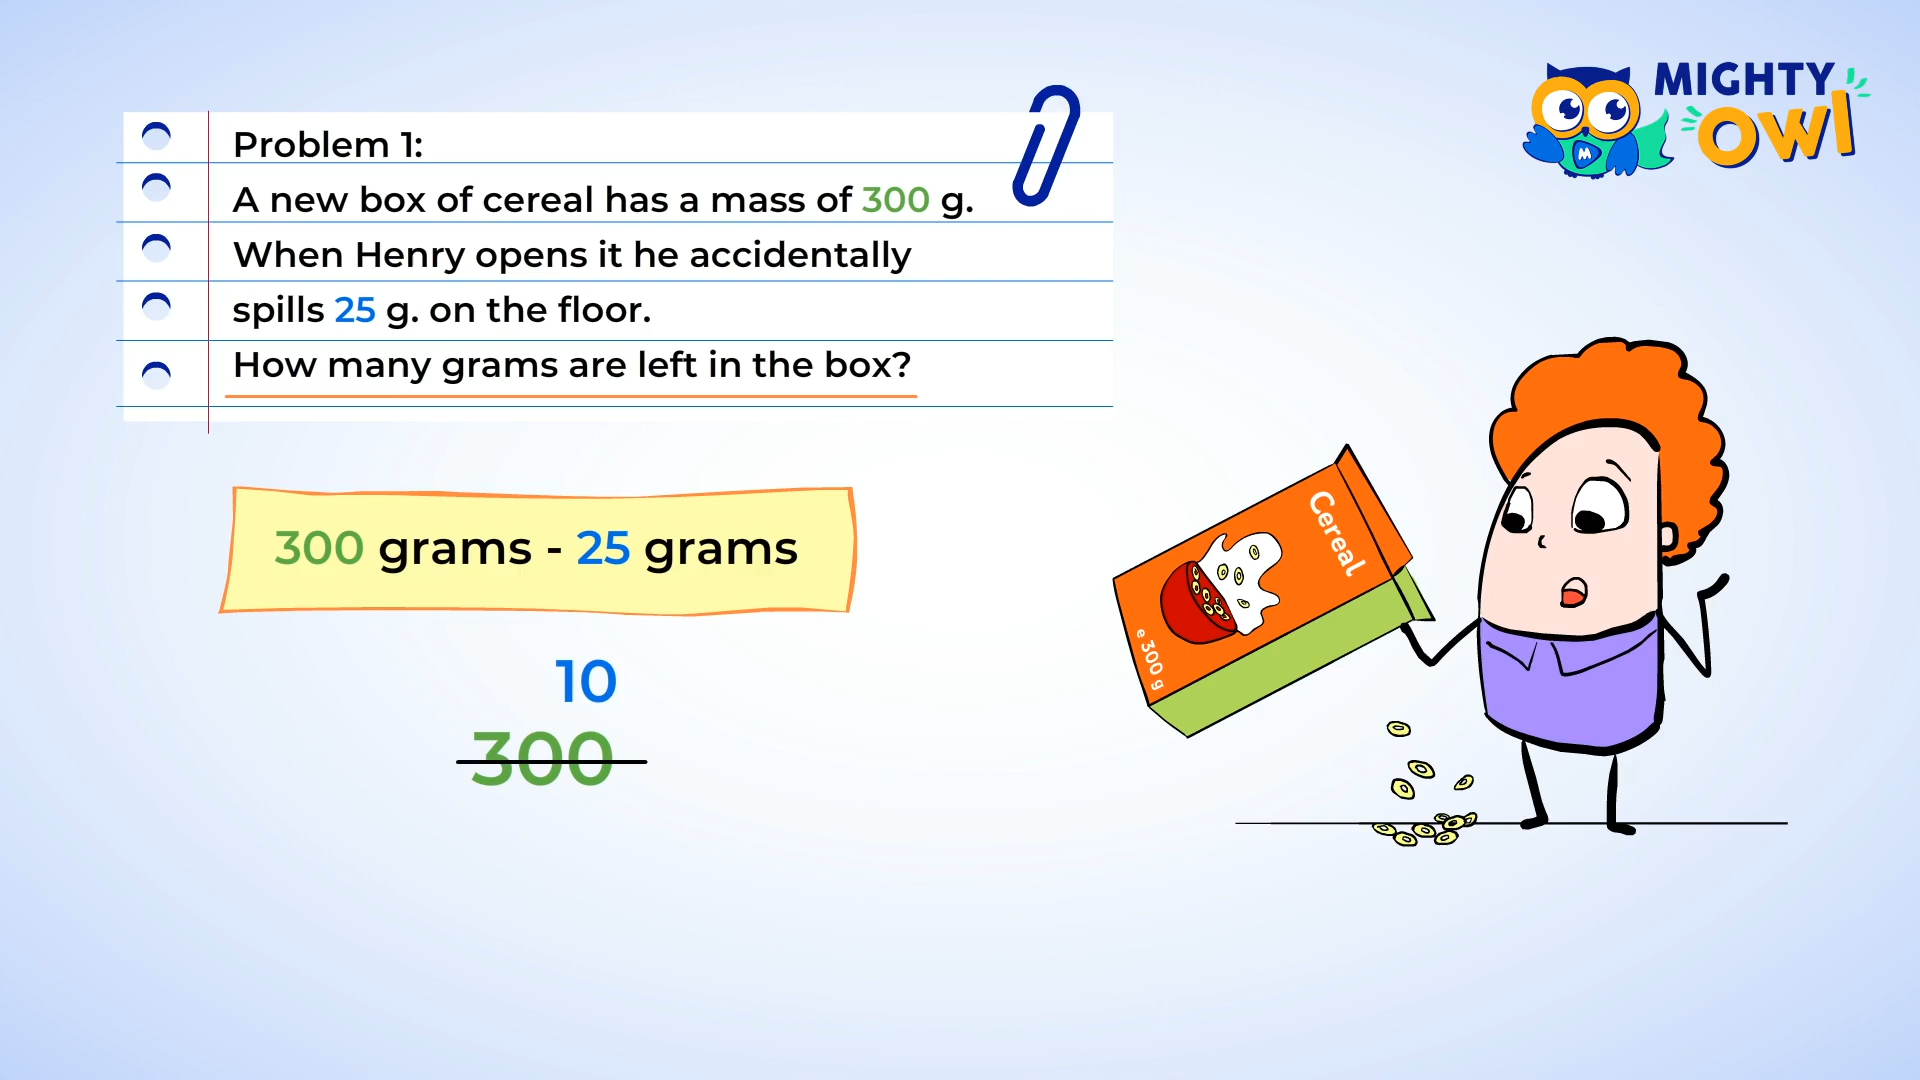 Problem 1:
A new box of cereal has a mass of 300 g.
When Henry opens it he accidentally
spills 25 g. on the floor.
How many grams are left in the box?
300 grams - 25 grams
10
300
MIGHTY
OWl
M
Cereal
e 300 g